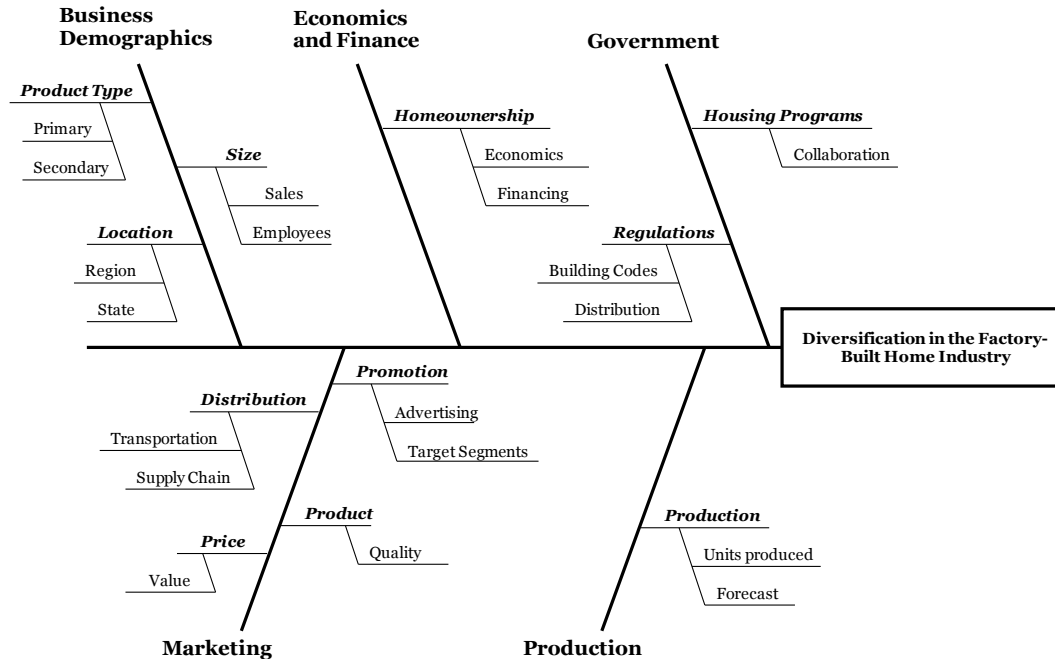 Business
Demographics
Economics
and Finance
Government
Product Type
Primary
Secondary
Size
Sales
Employees
Location
Region
State
Homeownership
Economics
Financing
Housing Programs
Collaboration
Regulations
Building Codes
Distribution
Diversification in the Factory-
Built Home Industry
Promotion
Advertising
Target Segments
Distribution
Transportation
Supply Chain
Product
Quality
Price
Value
Production
Units produced
Forecast
Marketing
Production